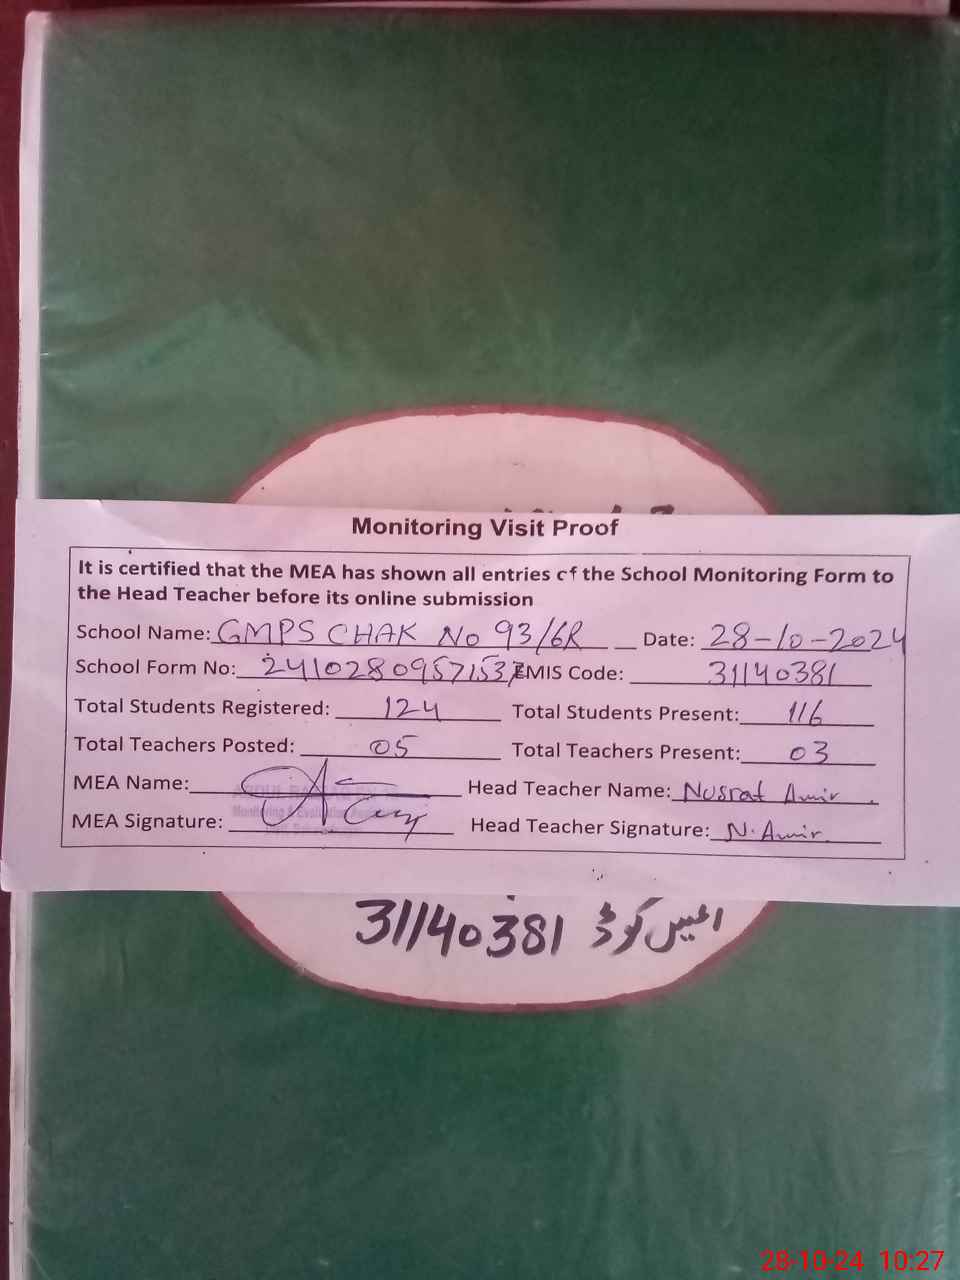 Monitoring Visit Proof
It is certified that the MEA has shown all entries of the School Monitoring Form to
the Head Teacher before its online submission
School Name: GMPS CHAK No 93/6R Date: 28-10-2024
School Form No: 24102809571537 EMIS Code: 31140381
Total Students Registered: 124 Total Students Present: 116
Total Teachers Posted: 05 Total Teachers Present: 03
MEA Name: Head Teacher Name: Nusrat Amir
Monitoring & Evaluation
MEA Signature: Head Teacher Signature: N. Amir
31140381 ائمیس کوڈ
28-10-24 10:27